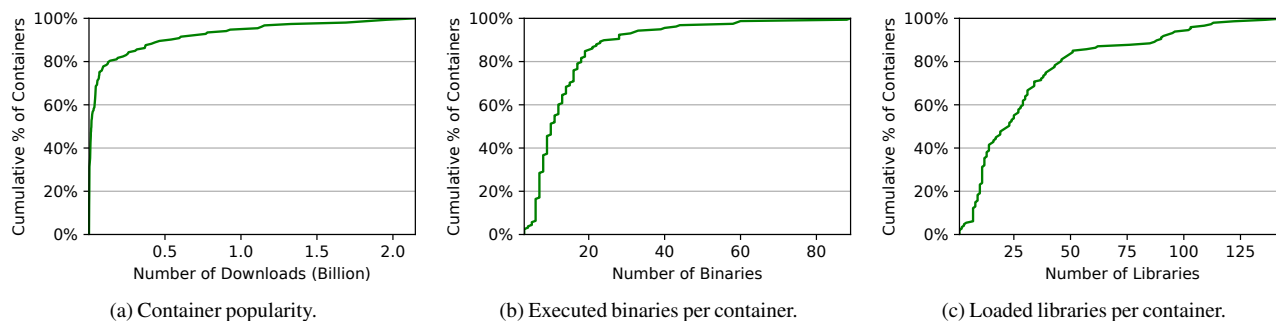 100%
80%
60%
40%
20%
0%
Cumulative % of Containers
0.5 1.0 1.5 2.0
Number of Downloads (Billion)
(a) Container popularity.
100%
80%
60%
40%
20%
0%
Cumulative % of Containers
20 40 60 80
Number of Binaries
(b) Executed binaries per container.
100%
80%
60%
40%
20%
0%
Cumulative % of Containers
25 50 75 100 125
Number of Libraries
(c) Loaded libraries per container.